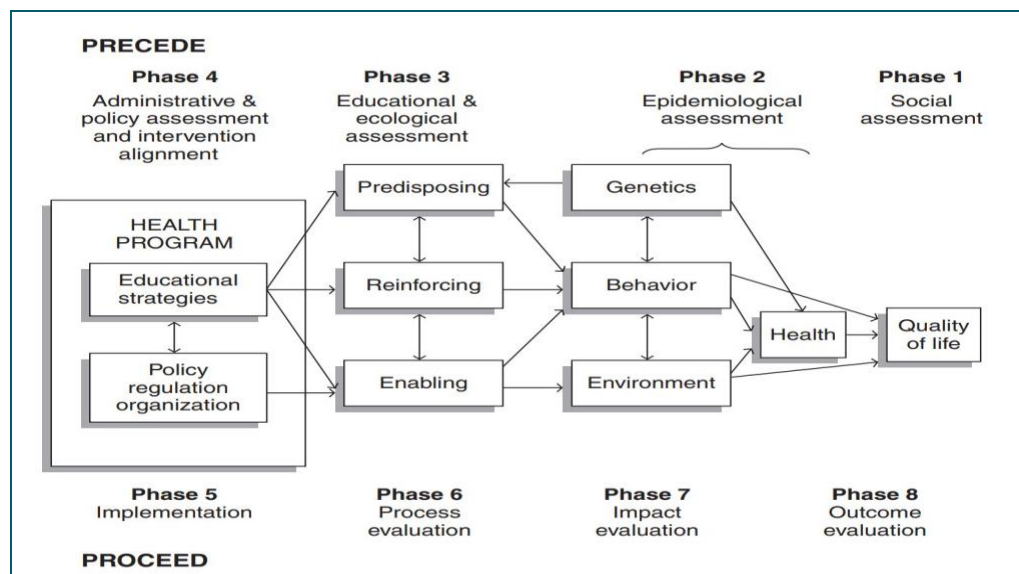 PRECEDE
Phase 4
Administrative &
policy assessment
and intervention
alignment
Phase 3
Educational &
ecological
assessment
Phase 2
Epidemiological
assessment
Phase 1
Social
assessment
HEALTH
PROGRAM
Educational
strategies
Policy
regulation
organization
Predisposing
Reinforcing
Enabling
Genetics
Behavior
Environment
Health
Quality
of life
Phase 5
Implementation
Phase 6
Process
evaluation
Phase 7
Impact
evaluation
Phase 8
Outcome
evaluation
PROCEED